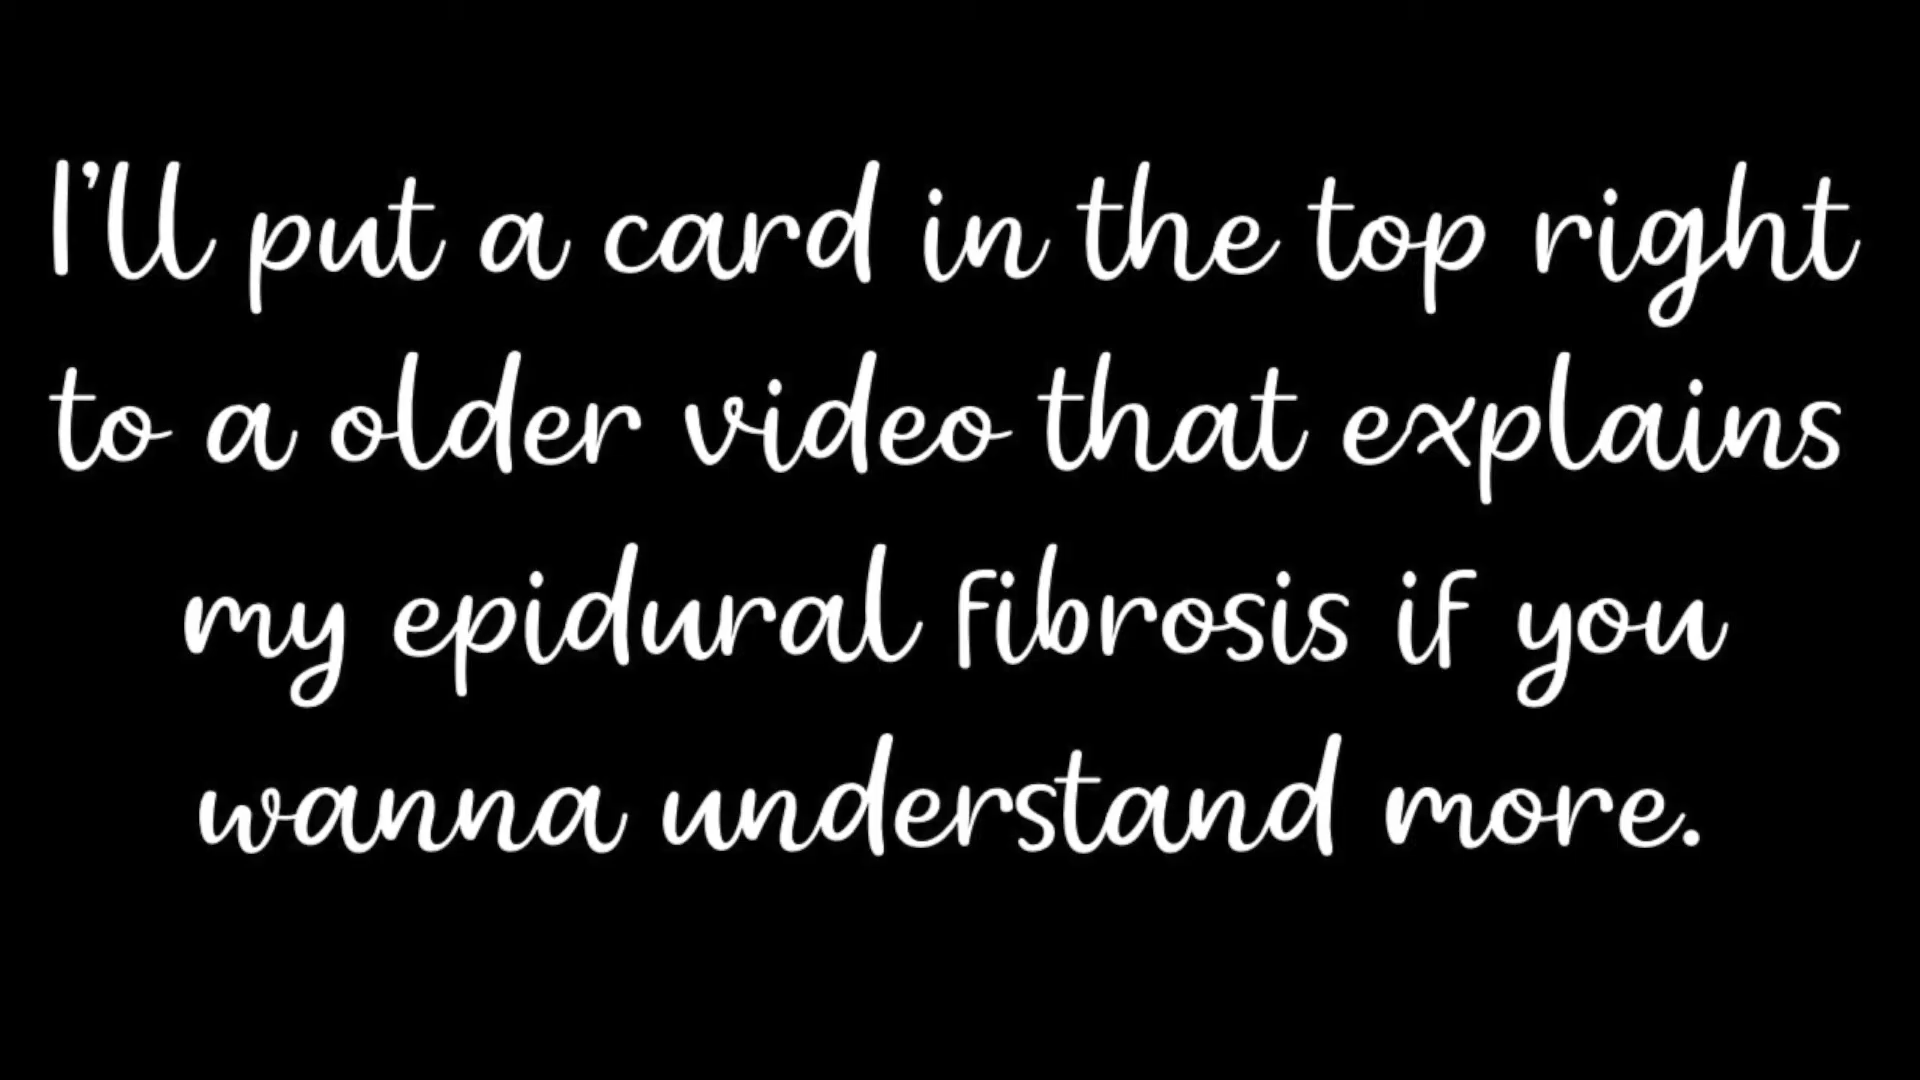 I'll put a card in the top right
to a older video that explains
my epidural fibrosis if you
wanna understand more.